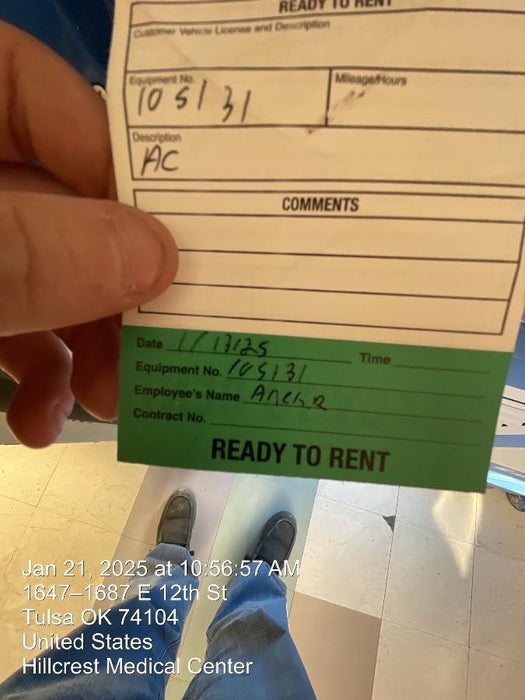 READY TO RENT
Customer Vehicle License and Description
Equipment No. Mileage/Hours
105131
Description
AC
COMMENTS
Date 1/13/25 Time
Equipment No. 105131
Employee's Name
Contract No.
READY TO RENT
Jan 21, 2025 at 10:56:57 AM
1647–1687 E 12th St
Tulsa OK 74104
United States
Hillcrest Medical Center